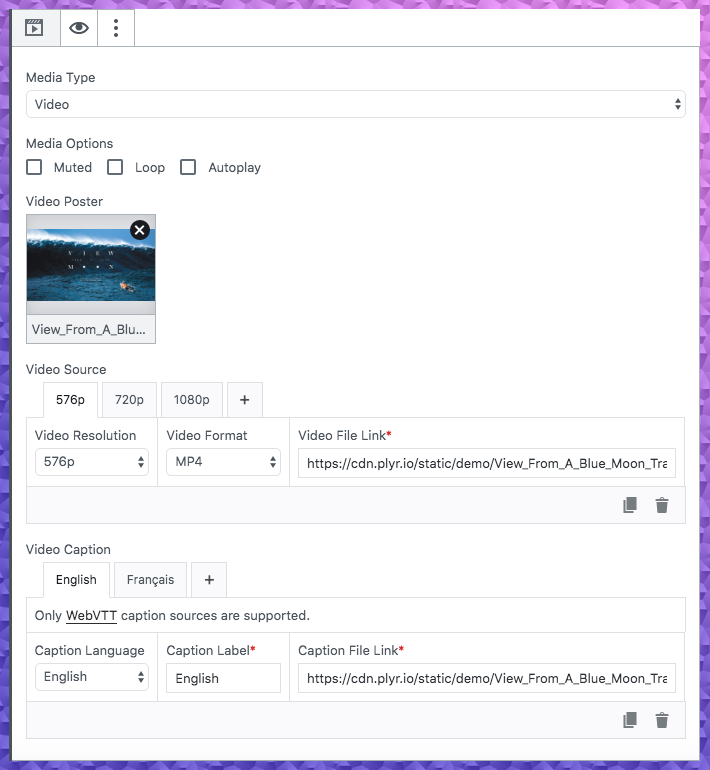 Media Type
Video
Media Options
Muted Loop Autoplay
Video Poster
VIEW
MOON
View_From_A_Blu...
Video Source
576p 720p 1080p +
Video Resolution Video Format Video File Link*
576p MP4 https://cdn.plyr.io/static/demo/View_From_A_Blue_Moon_Tra
Video Caption
English Français +
Only WebVTT caption sources are supported.
Caption Language Caption Label* Caption File Link*
English English https://cdn.plyr.io/static/demo/View_From_A_Blue_Moon_Tra